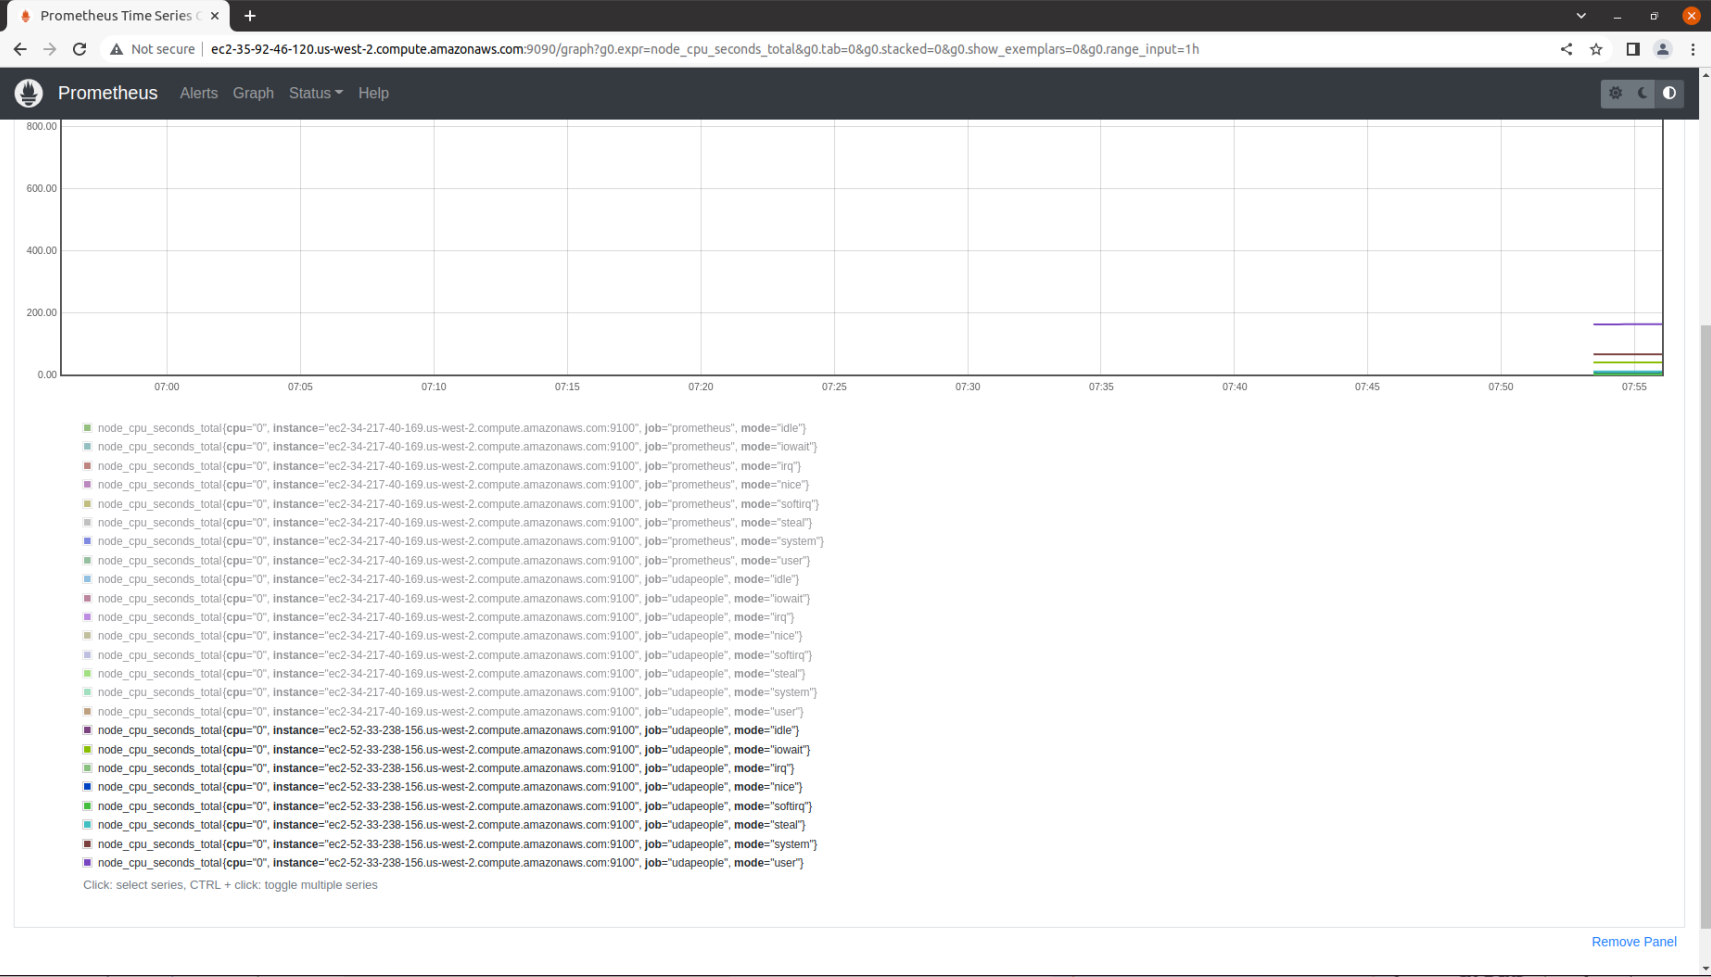 Prometheus Time Series C
Not secure
ec2-35-92-46-120.us-west-2.compute.amazonaws.com:9090/graph?g0.expr=node_cpu_seconds_total&g0.tab=0&g0.stacked=0&g0.show_exemplars=0&g0.range_input=1h
Prometheus Alerts Graph Status Help
800.00
600.00
400.00
200.00
0.00
07:00 07:05 07:10 07:15 07:20 07:25 07:30 07:35 07:40 07:45 07:50 07:55
node_cpu_seconds_total{cpu="0", instance="ec2-34-217-40-169.us-west-2.compute.amazonaws.com:9100", job="prometheus", mode="idle"}
node_cpu_seconds_total{cpu="0", instance="ec2-34-217-40-169.us-west-2.compute.amazonaws.com:9100", job="prometheus", mode="iowait"}
node_cpu_seconds_total{cpu="0", instance="ec2-34-217-40-169.us-west-2.compute.amazonaws.com:9100", job="prometheus", mode="irq"}
node_cpu_seconds_total{cpu="0", instance="ec2-34-217-40-169.us-west-2.compute.amazonaws.com:9100", job="prometheus", mode="nice"}
node_cpu_seconds_total{cpu="0", instance="ec2-34-217-40-169.us-west-2.compute.amazonaws.com:9100", job="prometheus", mode="softirq"}
node_cpu_seconds_total{cpu="0", instance="ec2-34-217-40-169.us-west-2.compute.amazonaws.com:9100", job="prometheus", mode="steal"}
node_cpu_seconds_total{cpu="0", instance="ec2-34-217-40-169.us-west-2.compute.amazonaws.com:9100", job="prometheus", mode="system"}
node_cpu_seconds_total{cpu="0", instance="ec2-34-217-40-169.us-west-2.compute.amazonaws.com:9100", job="prometheus", mode="user"}
node_cpu_seconds_total{cpu="0", instance="ec2-34-217-40-169.us-west-2.compute.amazonaws.com:9100", job="udapeople", mode="idle"}
node_cpu_seconds_total{cpu="0", instance="ec2-34-217-40-169.us-west-2.compute.amazonaws.com:9100", job="udapeople", mode="iowait"}
node_cpu_seconds_total{cpu="0", instance="ec2-34-217-40-169.us-west-2.compute.amazonaws.com:9100", job="udapeople", mode="irq"}
node_cpu_seconds_total{cpu="0", instance="ec2-34-217-40-169.us-west-2.compute.amazonaws.com:9100", job="udapeople", mode="nice"}
node_cpu_seconds_total{cpu="0", instance="ec2-34-217-40-169.us-west-2.compute.amazonaws.com:9100", job="udapeople", mode="softirq"}
node_cpu_seconds_total{cpu="0", instance="ec2-34-217-40-169.us-west-2.compute.amazonaws.com:9100", job="udapeople", mode="steal"}
node_cpu_seconds_total{cpu="0", instance="ec2-34-217-40-169.us-west-2.compute.amazonaws.com:9100", job="udapeople", mode="system"}
node_cpu_seconds_total{cpu="0", instance="ec2-34-217-40-169.us-west-2.compute.amazonaws.com:9100", job="udapeople", mode="user"}
node_cpu_seconds_total{cpu="0", instance="ec2-52-33-238-156.us-west-2.compute.amazonaws.com:9100", job="udapeople", mode="idle"}
node_cpu_seconds_total{cpu="0", instance="ec2-52-33-238-156.us-west-2.compute.amazonaws.com:9100", job="udapeople", mode="iowait"}
node_cpu_seconds_total{cpu="0", instance="ec2-52-33-238-156.us-west-2.compute.amazonaws.com:9100", job="udapeople", mode="irq"}
node_cpu_seconds_total{cpu="0", instance="ec2-52-33-238-156.us-west-2.compute.amazonaws.com:9100", job="udapeople", mode="nice"}
node_cpu_seconds_total{cpu="0", instance="ec2-52-33-238-156.us-west-2.compute.amazonaws.com:9100", job="udapeople", mode="softirq"}
node_cpu_seconds_total{cpu="0", instance="ec2-52-33-238-156.us-west-2.compute.amazonaws.com:9100", job="udapeople", mode="steal"}
node_cpu_seconds_total{cpu="0", instance="ec2-52-33-238-156.us-west-2.compute.amazonaws.com:9100", job="udapeople", mode="system"}
node_cpu_seconds_total{cpu="0", instance="ec2-52-33-238-156.us-west-2.compute.amazonaws.com:9100", job="udapeople", mode="user"}
Click: select series, CTRL + click: toggle multiple series
Remove Panel